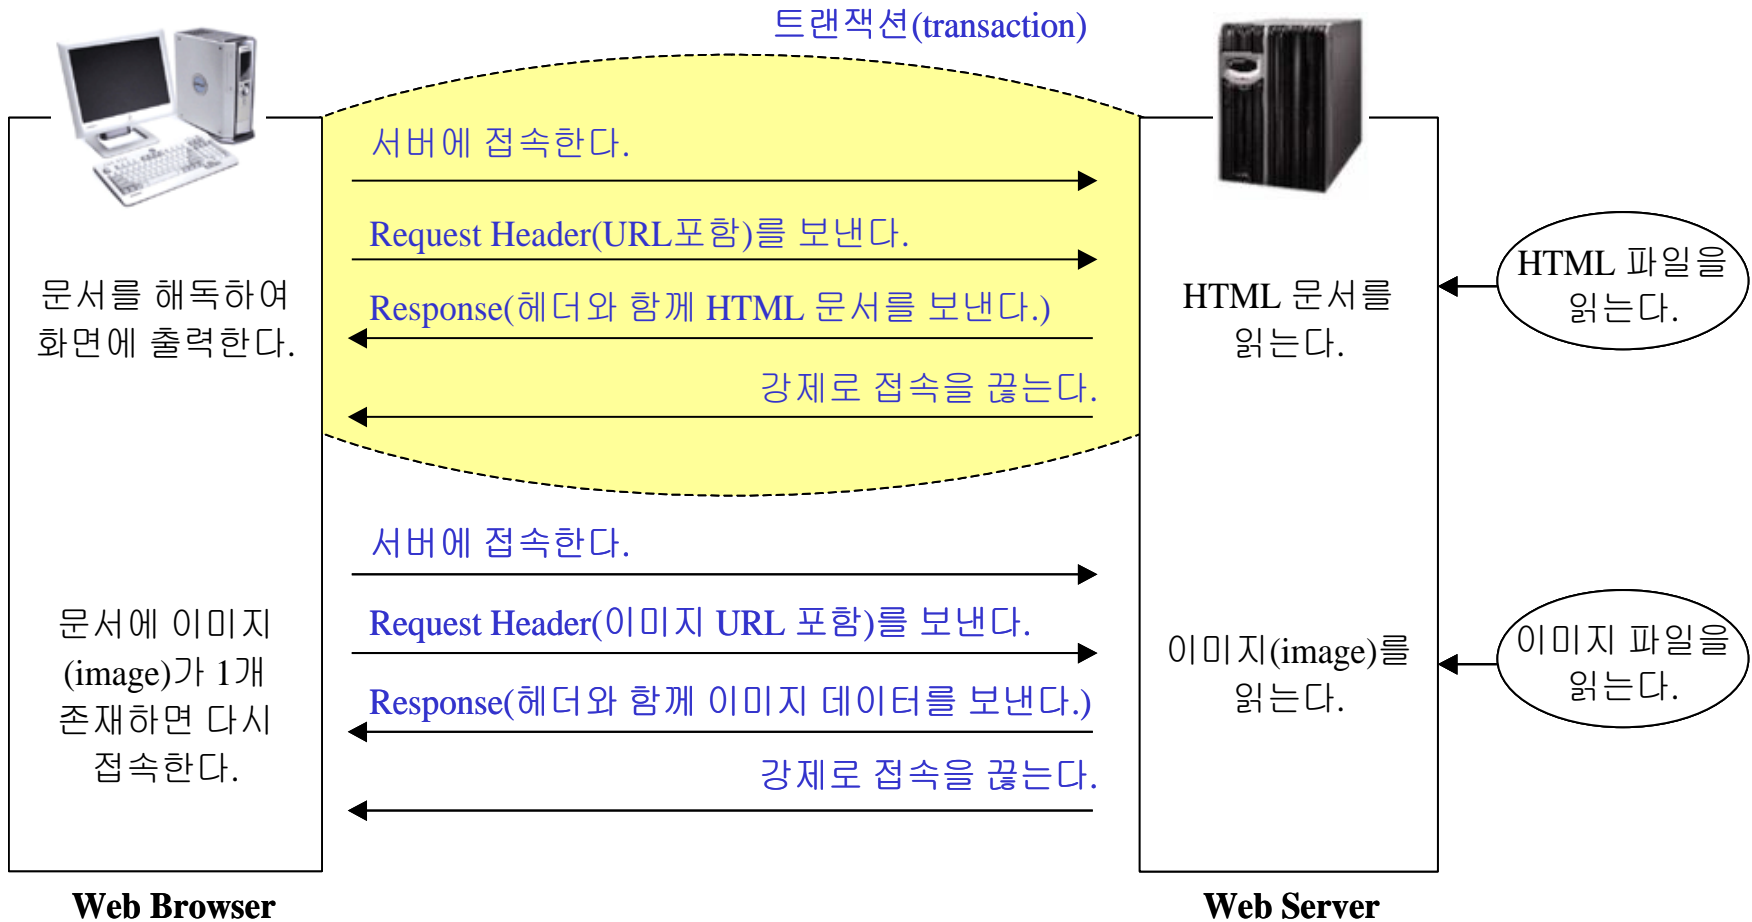 트랜잭션(transaction)
서버에 접속한다.
Request Header(URL포함)를 보낸다.
Response(헤더와 함께 HTML 문서를 보낸다.)
강제로 접속을 끊는다.
문서를 해독하여
화면에 출력한다.
HTML 문서를
읽는다.
HTML 파일을
읽는다.
서버에 접속한다.
Request Header(이미지 URL 포함)를 보낸다.
Response(헤더와 함께 이미지 데이터를 보낸다.)
강제로 접속을 끊는다.
문서에 이미지
(image)가 1개
존재하면 다시
접속한다.
이미지(image)를
읽는다.
이미지 파일을
읽는다.
Web Browser
Web Server